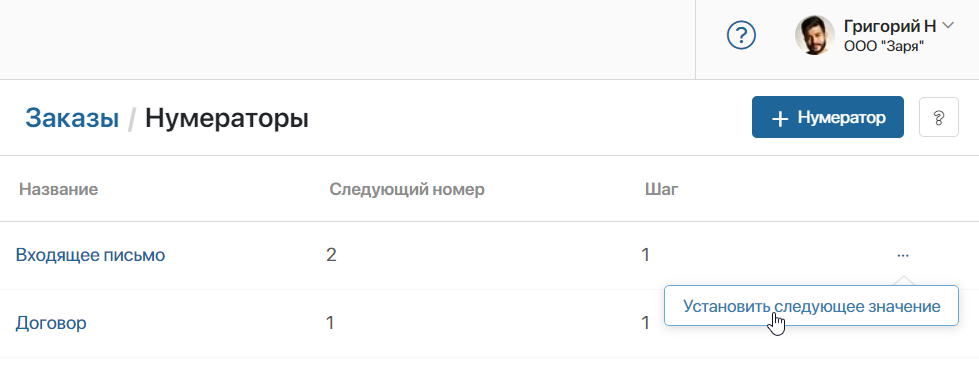 ?
Григорий Н
ООО "Заря"
Заказы / Нумераторы
+ Нумератор
?
Название Следующий номер Шаг
Входящее письмо 2 1 ...
Установить следующее значение
Договор 1 1